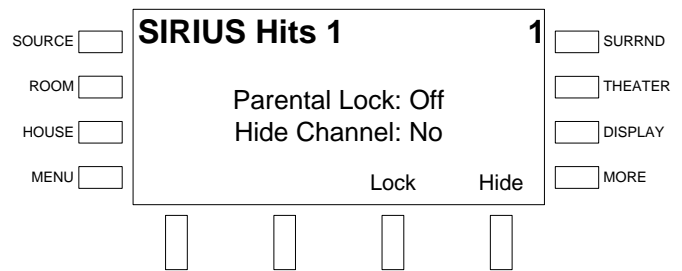 SIRIUS Hits 1 1
SOURCE SURRND
ROOM THEATER
Parental Lock: Off
Hide Channel: No
HOUSE DISPLAY
MENU MORE
Lock Hide